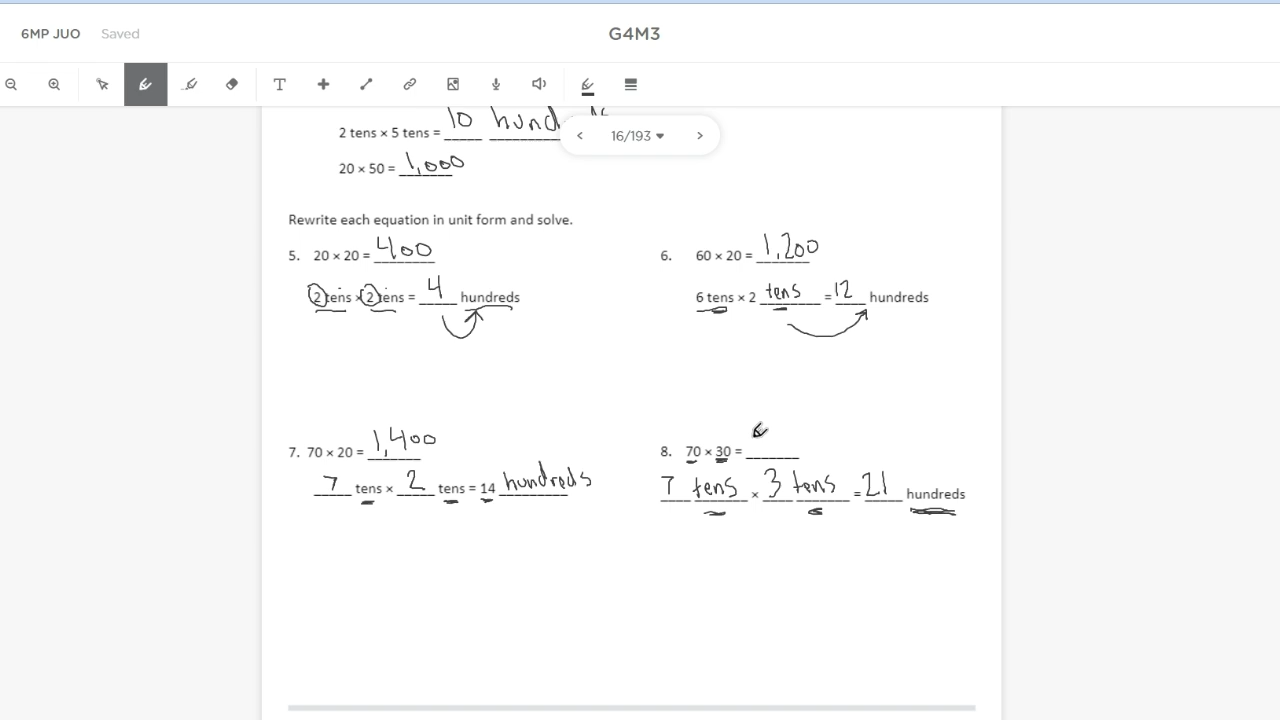 6MP JUO Saved G4M3
T
16/193
2 tens × 5 tens = 10
20 × 50 = 1,000
Rewrite each equation in unit form and solve.
5. 20 × 20 = 400
2 tens × 2 tens = 4 hundreds
6. 60 × 20 = 1,200
6 tens × 2 tens = 12 hundreds
7. 70 × 20 = 1,400
7 tens × 2 tens = 14 hundreds
8. 70 × 30 =
7 tens × 3 tens = 21 hundreds